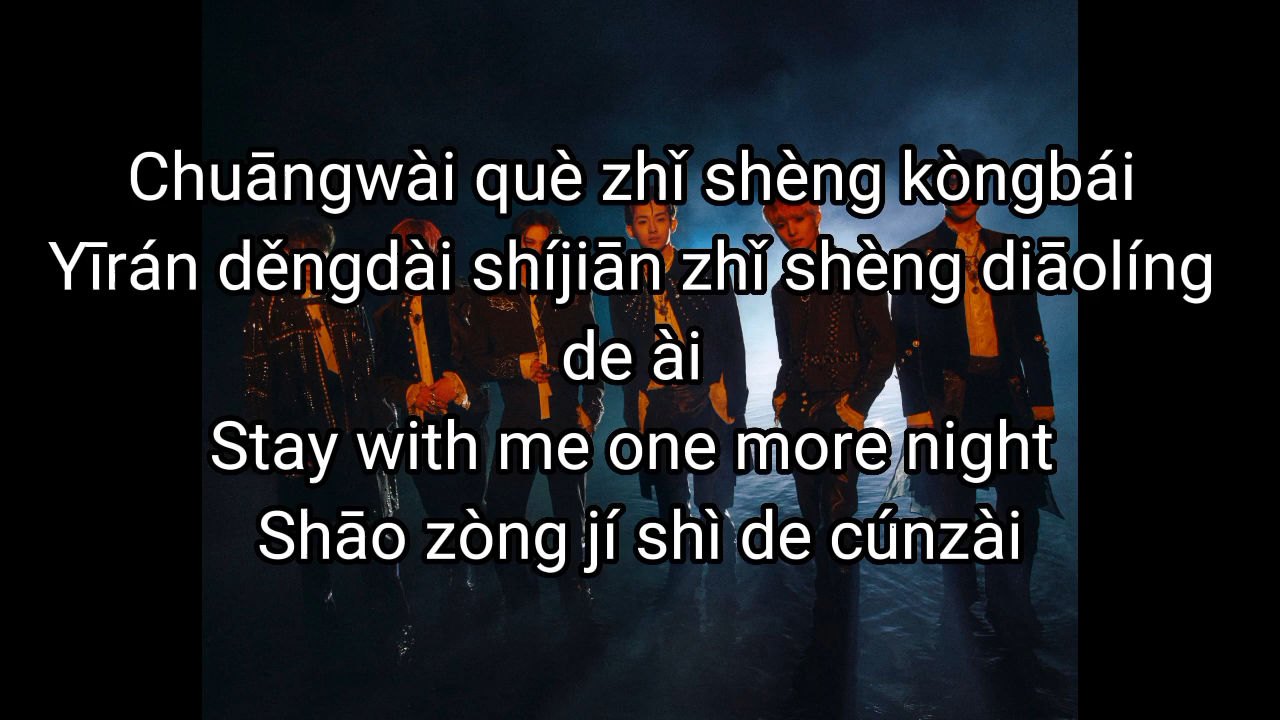 Chuāngwài què zhǐ shèng kòngbái
Yīrán děngdài shíjiān zhǐ shèng diāolíng
de ài
Stay with me one more night
Shāo zòng jí shì de cúnzài